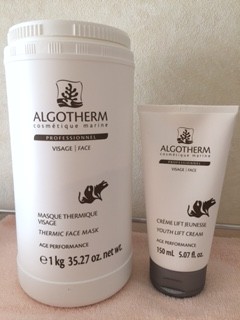 ALGOTHERM
cosmétique marine
PROFESSIONNEL
VISAGE | FACE
MASQUE THERMIQUE
VISAGE
THERMIC FACE MASK
AGE PERFORMANCE
e 1 kg 35.27 oz. net wt.
ALGOTHERM
cosmétique marine
PROFESSIONNEL
VISAGE | FACE
CRÈME LIFT JEUNESSE
YOUTH LIFT CREAM
AGE PERFORMANCE
150 mL 5.07 fl. oz.